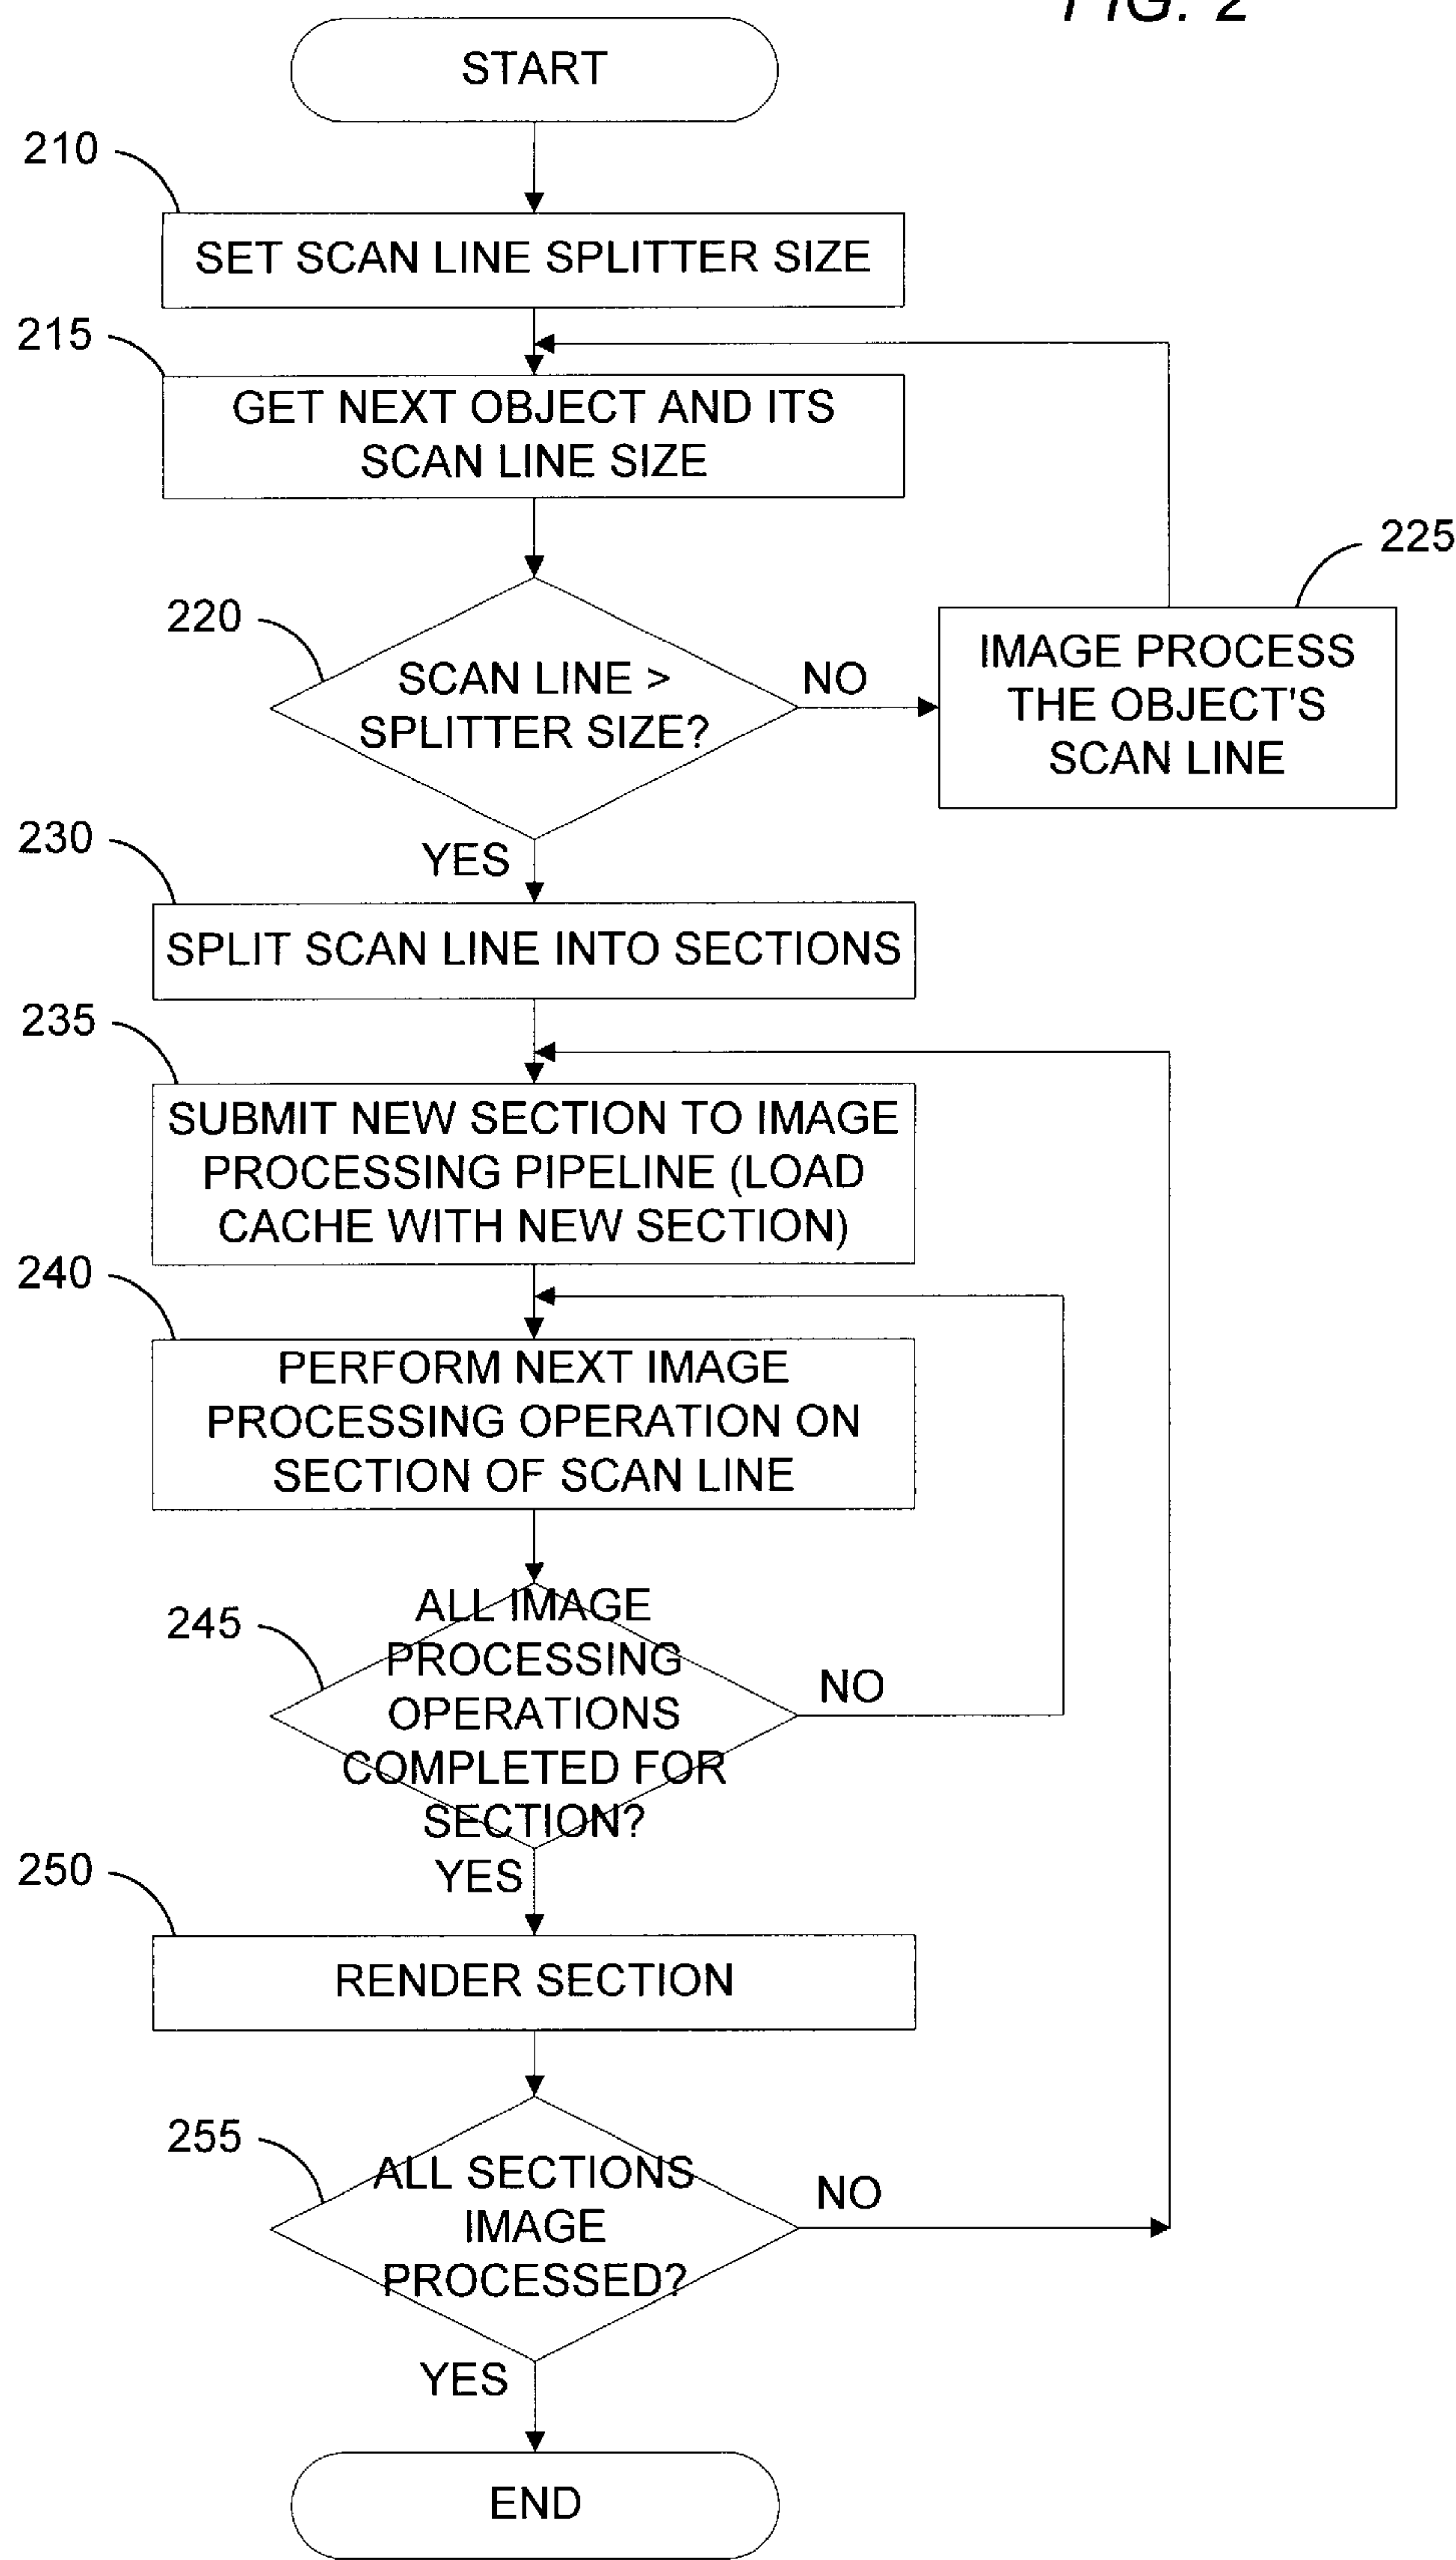 FIG. 2
START
210
SET SCAN LINE SPLITTER SIZE
215
GET NEXT OBJECT AND ITS
SCAN LINE SIZE
225
220
SCAN LINE >
SPLITTER SIZE?
NO
IMAGE PROCESS
THE OBJECT'S
SCAN LINE
YES
230
SPLIT SCAN LINE INTO SECTIONS
235
SUBMIT NEW SECTION TO IMAGE
PROCESSING PIPELINE (LOAD
CACHE WITH NEW SECTION)
240
PERFORM NEXT IMAGE
PROCESSING OPERATION ON
SECTION OF SCAN LINE
245
ALL IMAGE
PROCESSING
OPERATIONS
COMPLETED FOR
SECTION?
NO
YES
250
RENDER SECTION
255
ALL SECTIONS
IMAGE
PROCESSED?
NO
YES
END